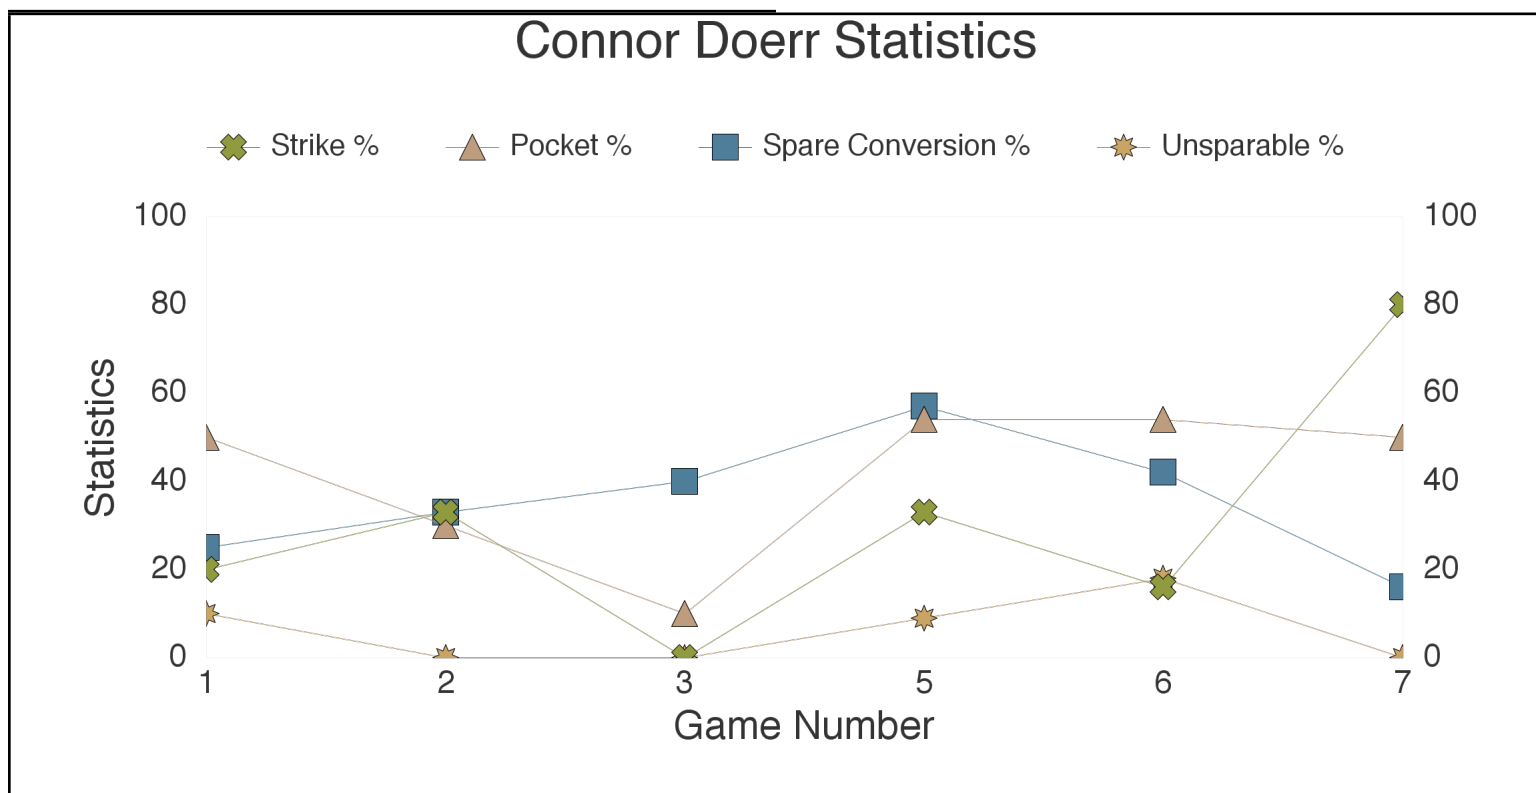 Connor Doerr Statistics
Strike % Pocket % Spare Conversion % Unsparable %
100 100
80 80
60 60
40 40
20 20
0 0
Statistics
1 2 3 5 6 7
Game Number